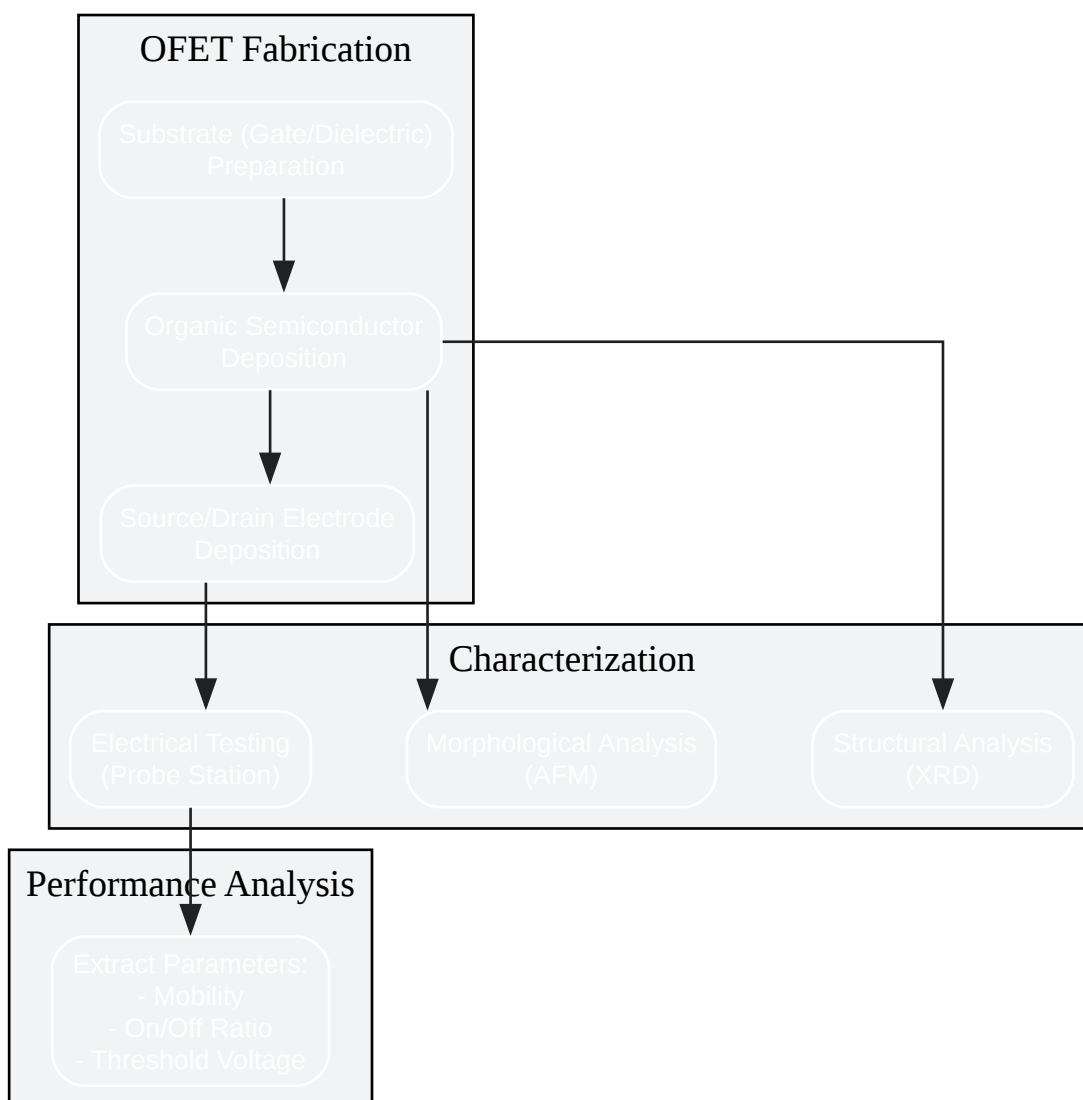 OFET Fabrication
Substrate (Gate/Dielectric)
Preparation
Organic Semiconductor
Deposition
Source/Drain Electrode
Deposition
Characterization
Electrical Testing
(Probe Station)
Morphological Analysis
(AFM)
Structural Analysis
(XRD)
Performance Analysis
Extract Parameters:
- Mobility
- On/Off Ratio
- Threshold Voltage